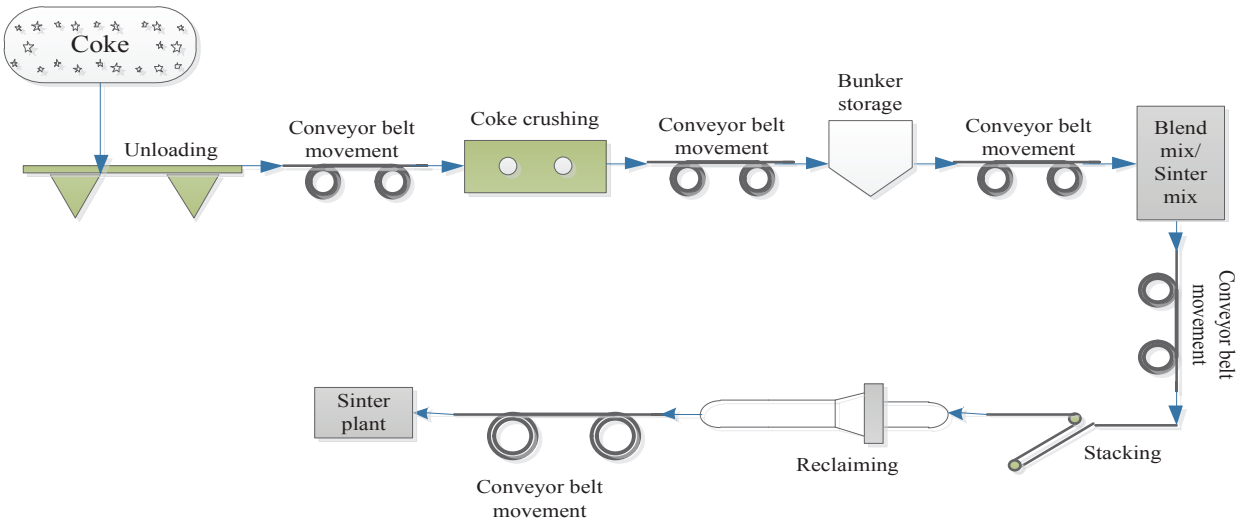 Coke
Unloading
Conveyor belt
movement
Coke crushing
Conveyor belt
movement
Bunker
storage
Conveyor belt
movement
Blend
mix/
Sinter
mix
Conveyor belt
movement
Stacking
Reclaiming
Conveyor belt
movement
Sinter
plant